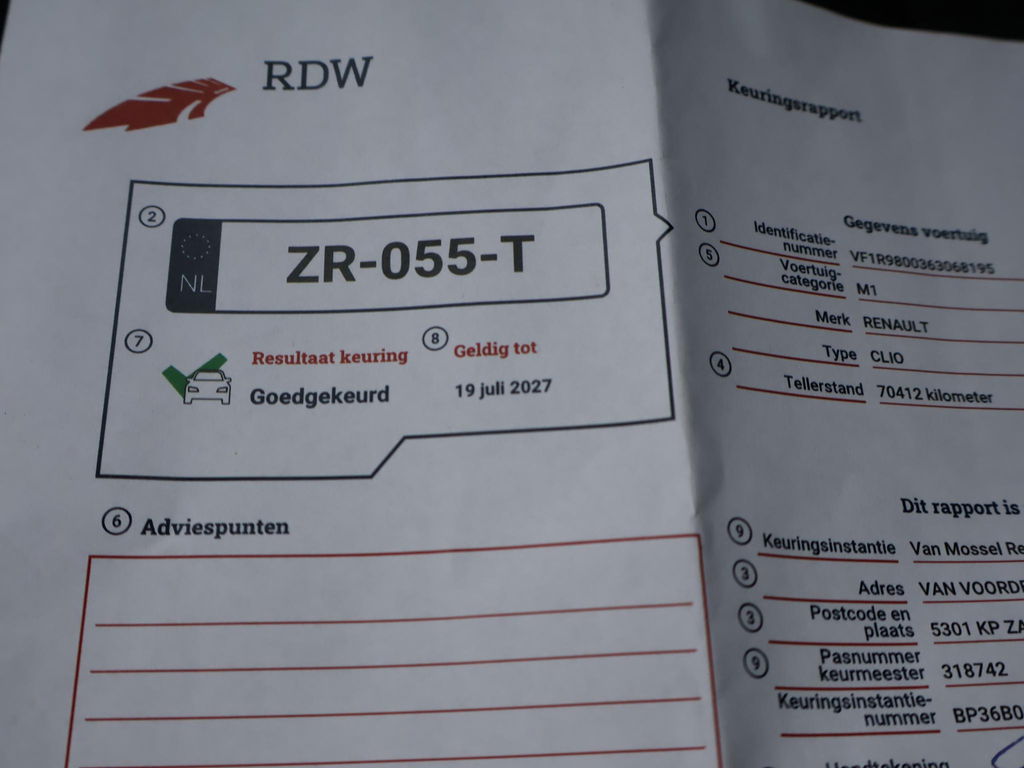 RDW
Keuringsrapport
2
NL
ZR-055-T
7
Resultaat keuring
Goedgekeurd
8
Geldig tot
19 juli 2027
6 Adviespunten
Gegevens voertuig
1 Identificatie-
nummer VF1R9800363068195
5 Voertuig-
categorie M1
Merk RENAULT
Type CLIO
4 Tellerstand 70412 kilometer
Dit rapport is
9 Keuringsinstantie Van Mossel Re
3 Adres VAN VOORDE
3 Postcode en
plaats 5301 KP ZA
9 Pasnummer
keurmeester 318742
Keuringsinstantie-
nummer BP36B0
Handtekening